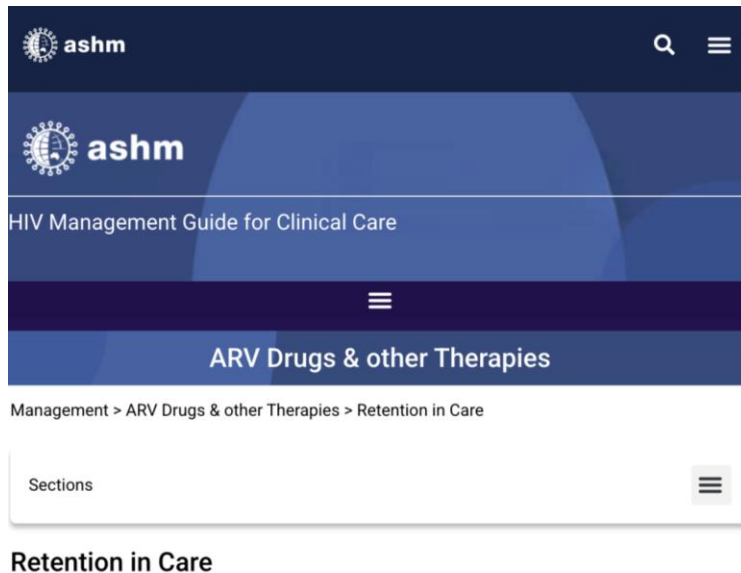 ashm
ashm
HIV Management Guide for Clinical Care
ARV Drugs & other Therapies
Management > ARV Drugs & other Therapies > Retention in Care
Sections
Retention in Care